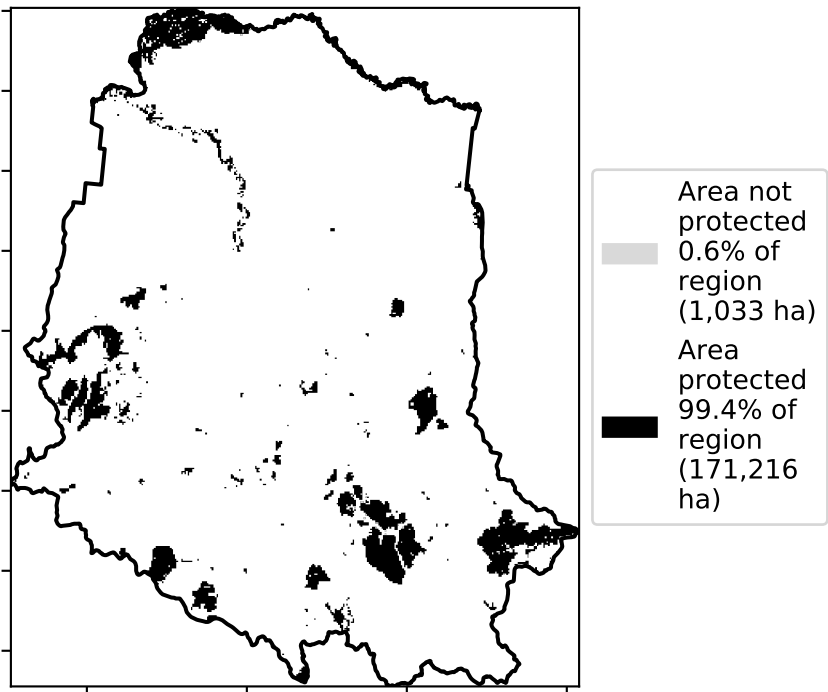 Area not
protected
0.6% of
region
(1,033 ha)
Area
protected
99.4% of
region
(171,216
ha)